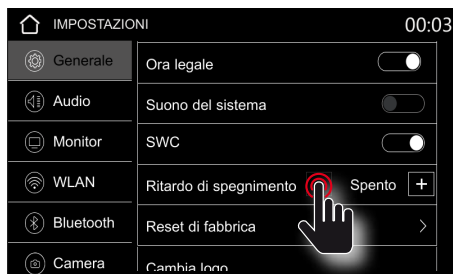 IMPOSTAZIONI 00:03
Generale
Ora legale
Audio
Suono del sistema
Monitor
SWC
WLAN
Ritardo di spegnimento Spento +
Bluetooth
Reset di fabbrica
Camera
Cambia logo